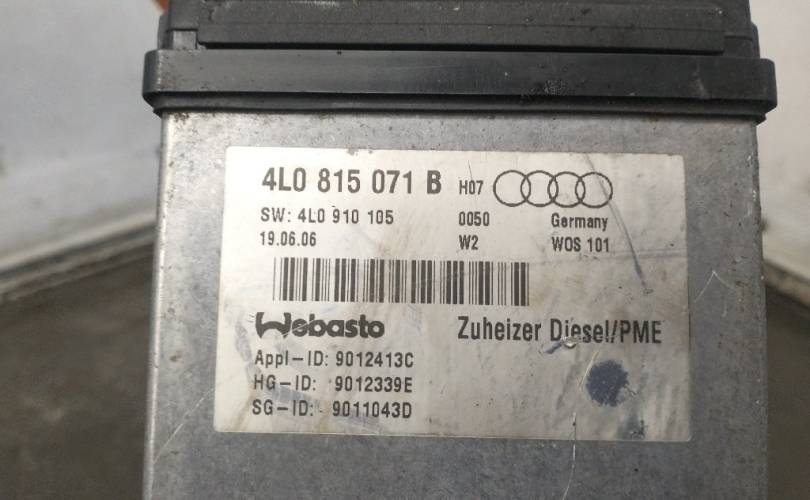 4L0 815 071 B H07
SW: 4L0 910 105 0050 Germany
19.06.06 W2 WOS 101
Webasto Zuheizer Diesel/PME
Appl-ID: 9012413C
HG-ID: 9012339E
SG-ID: 9011043D